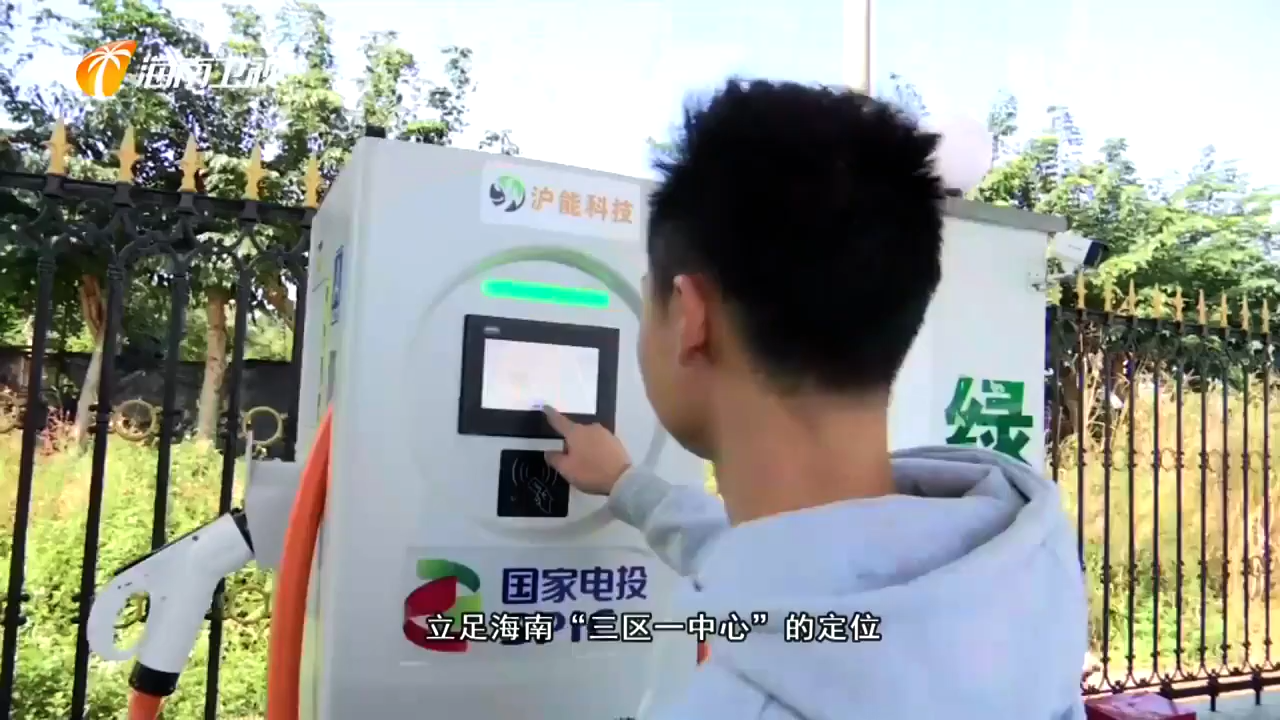 海南卫视
沪能科技
国家电投
立足海南“三区一中心”的定位
绿